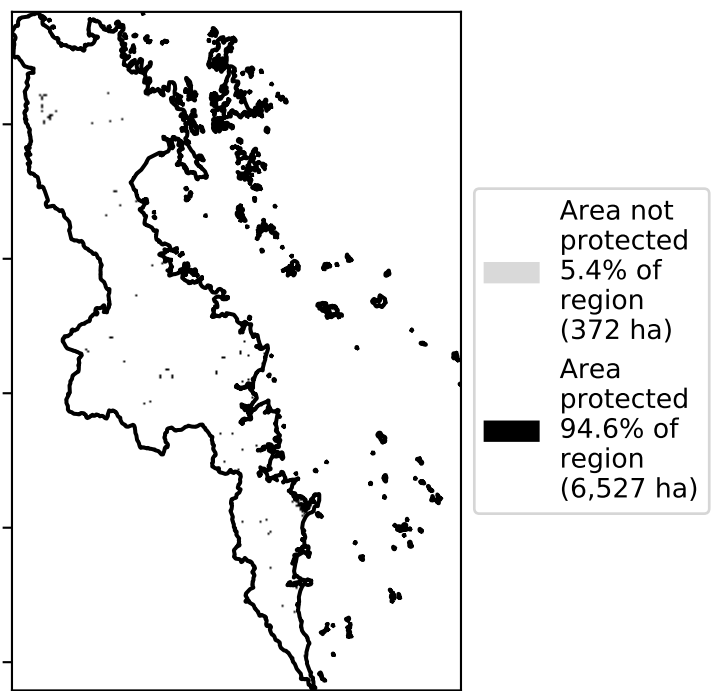 Area not
protected
5.4% of
region
(372 ha)
Area
protected
94.6% of
region
(6,527 ha)